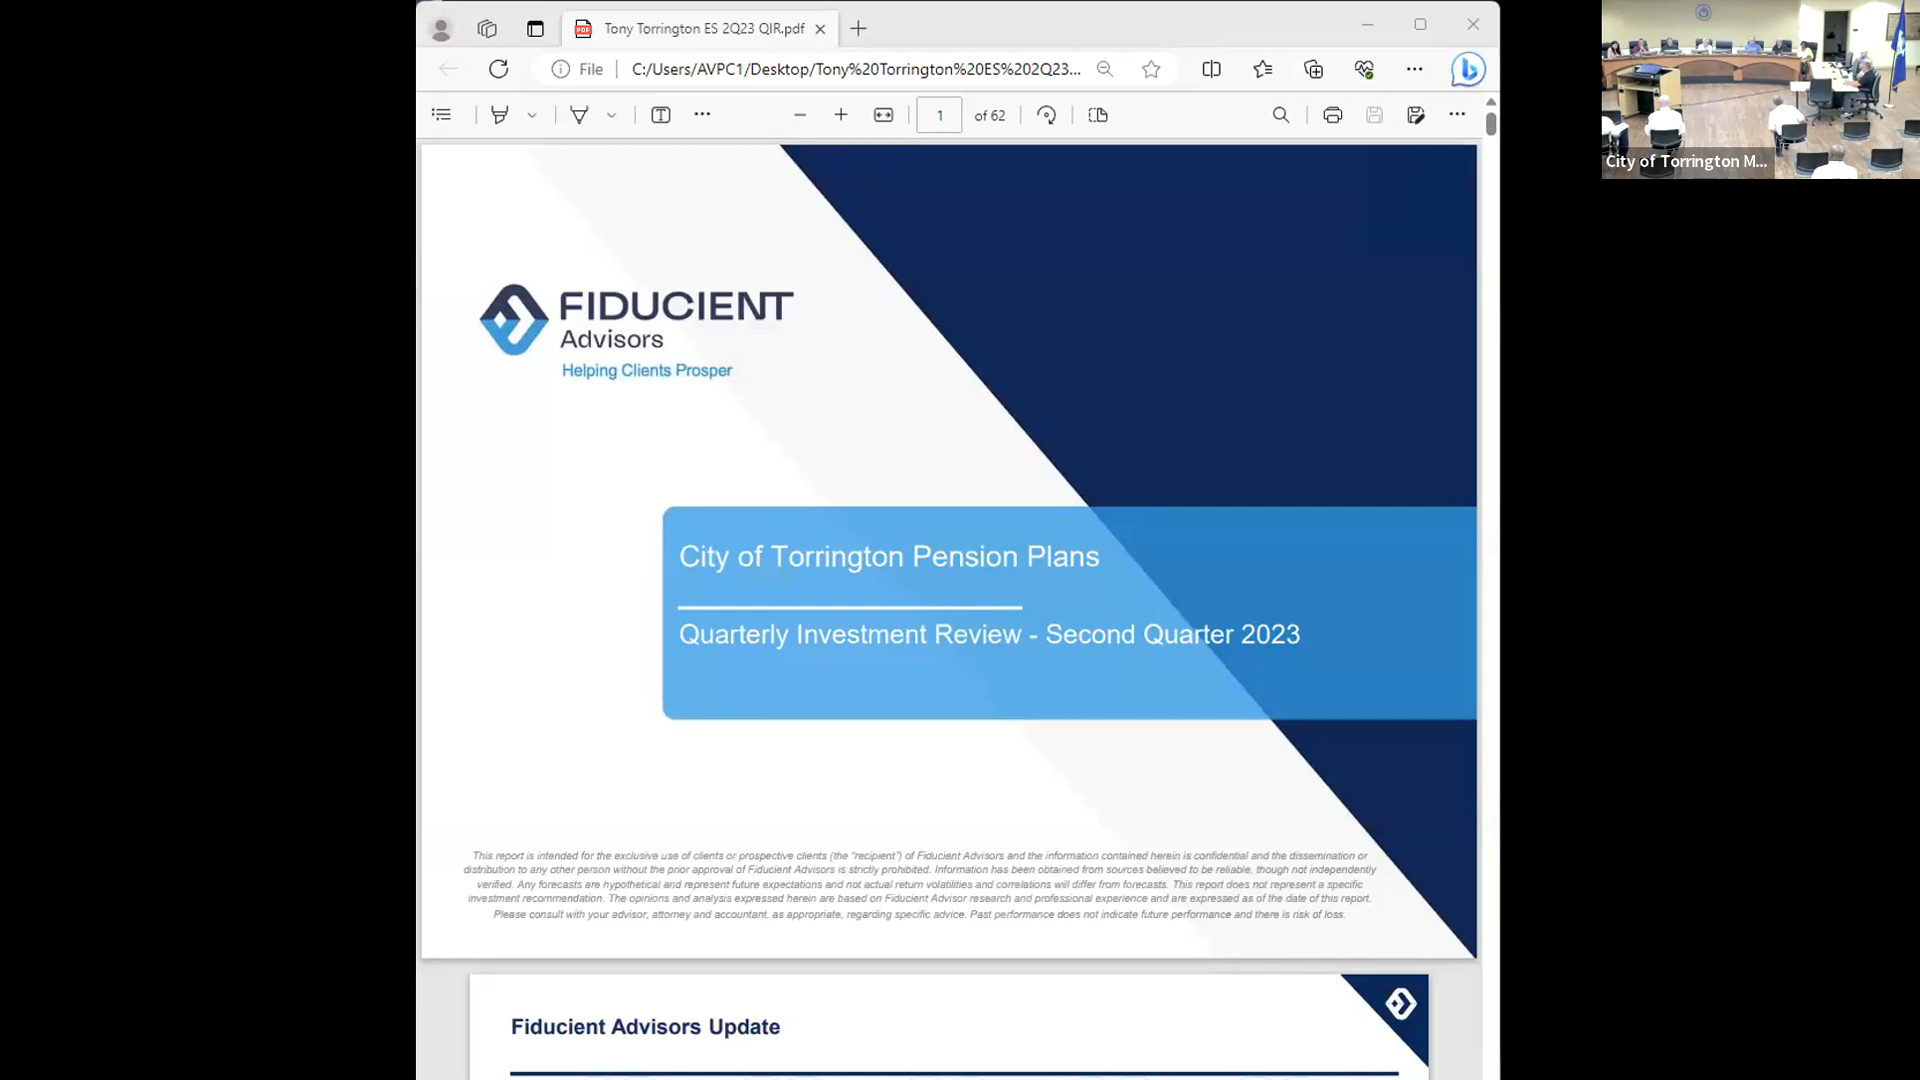 Tony Torrington ES 2Q23 QIR.pdf
File
C:/Users/AVPC1/Desktop/Tony%20Torrington%20ES%202Q23...
1
of 62
City of Torrington M...
FIDUCIENT
Advisors
Helping Clients Prosper
City of Torrington Pension Plans
Quarterly Investment Review - Second Quarter 2023
This report is intended for the exclusive use of clients or prospective clients (the “recipient”) of Fiducient Advisors and the information contained herein is confidential and the dissemination or
distribution to any other person without the prior approval of Fiducient Advisors is strictly prohibited. Information has been obtained from sources believed to be reliable, though not independently
verified. Any forecasts are hypothetical and represent future expectations and not actual return volatilities and correlations will differ from forecasts. This report does not represent a specific
investment recommendation. The opinions and analysis expressed herein are based on Fiducient Advisor research and professional experience and are expressed as of the date of this report.
Please consult with your advisor, attorney and accountant, as appropriate, regarding specific advice. Past performance does not indicate future performance and there is risk of loss.
Fiducient Advisors Update